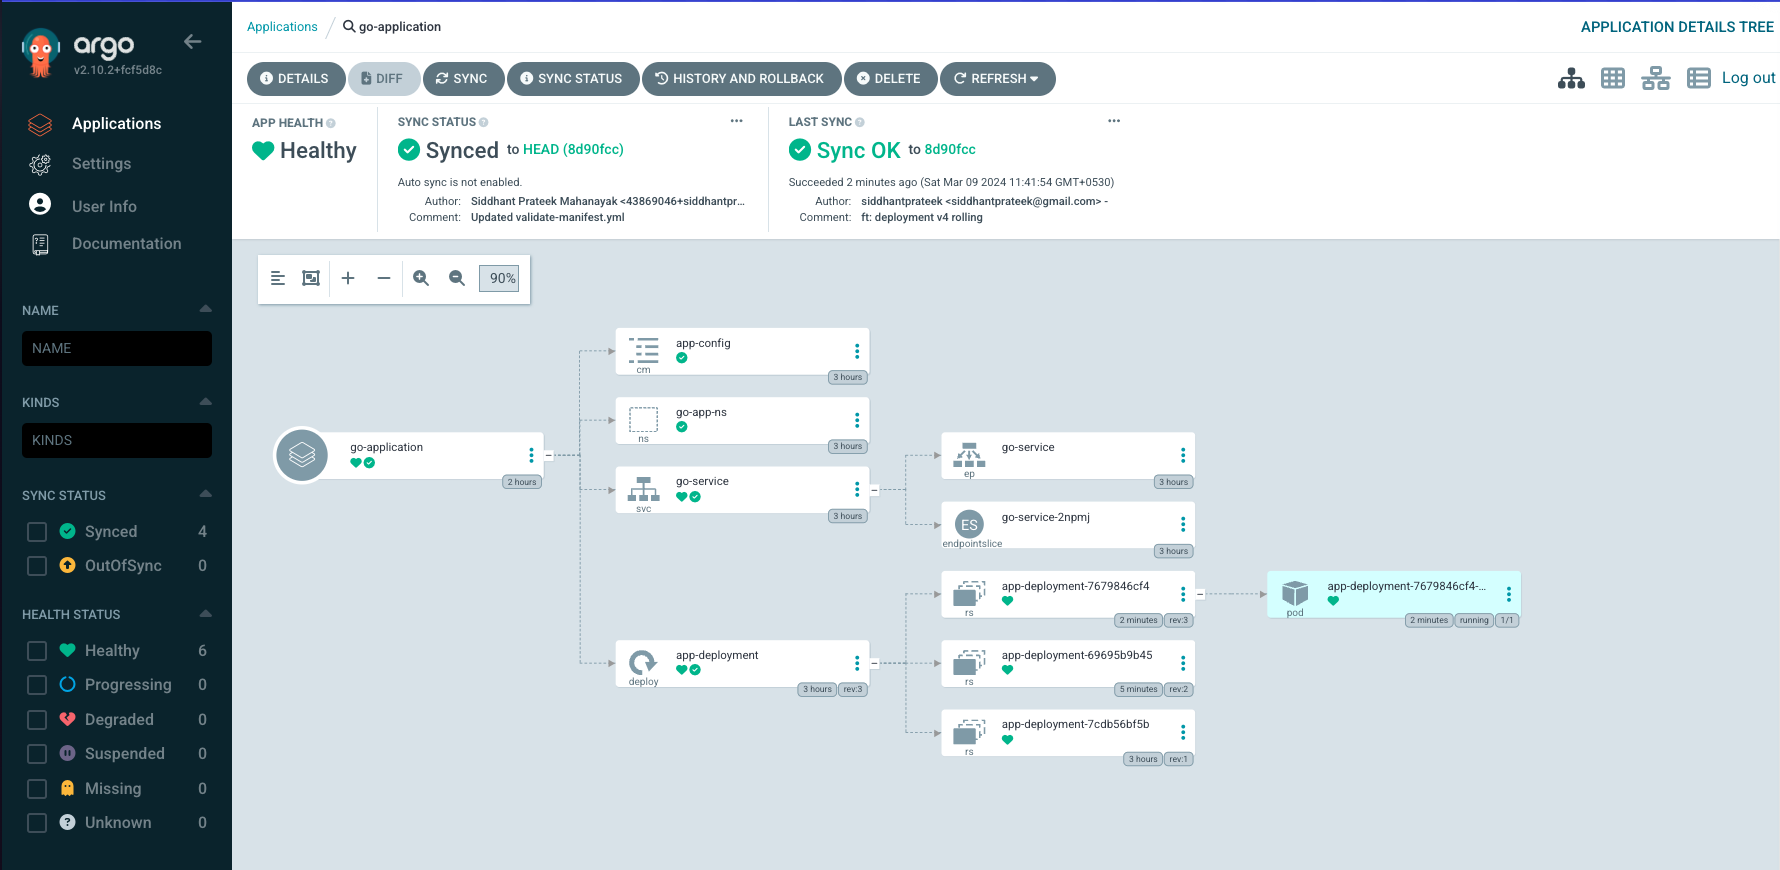 argo
v2.10.2+fcf5d8c
Applications
Settings
User Info
Documentation
NAME
NAME
KINDS
KINDS
SYNC STATUS
Synced 4
OutOfSync 0
HEALTH STATUS
Healthy 6
Progressing 0
Degraded 0
Suspended 0
Missing 0
Unknown 0
Applications / go-application
APPLICATION DETAILS TREE
DETAILS DIFF SYNC SYNC STATUS HISTORY AND ROLLBACK DELETE REFRESH
Log out
APP HEALTH
Healthy
SYNC STATUS
Synced to HEAD (8d90fcc)
Auto sync is not enabled.
Author: Siddhant Prateek Mahanayak <43869046+siddhantpr...
Comment: Updated validate-manifest.yml
LAST SYNC
Sync OK to 8d90fcc
Succeeded 2 minutes ago (Sat Mar 09 2024 11:41:54 GMT+0530)
Author: siddhantprateek <siddhantprateek@gmail.com> -
Comment: ft: deployment v4 rolling
90%
go-application
2 hours
app-config
cm
3 hours
go-app-ns
ns
3 hours
go-service
svc
3 hours
app-deployment
deploy
3 hours rev:3
go-service
ep
3 hours
ES
go-service-2npmj
endpointslice
3 hours
app-deployment-7679846cf4
rs
2 minutes rev:3
app-deployment-69695b9b45
rs
5 minutes rev:2
app-deployment-7cdb56bf5b
rs
3 hours rev:1
app-deployment-7679846cf4-...
pod
2 minutes running 1/1